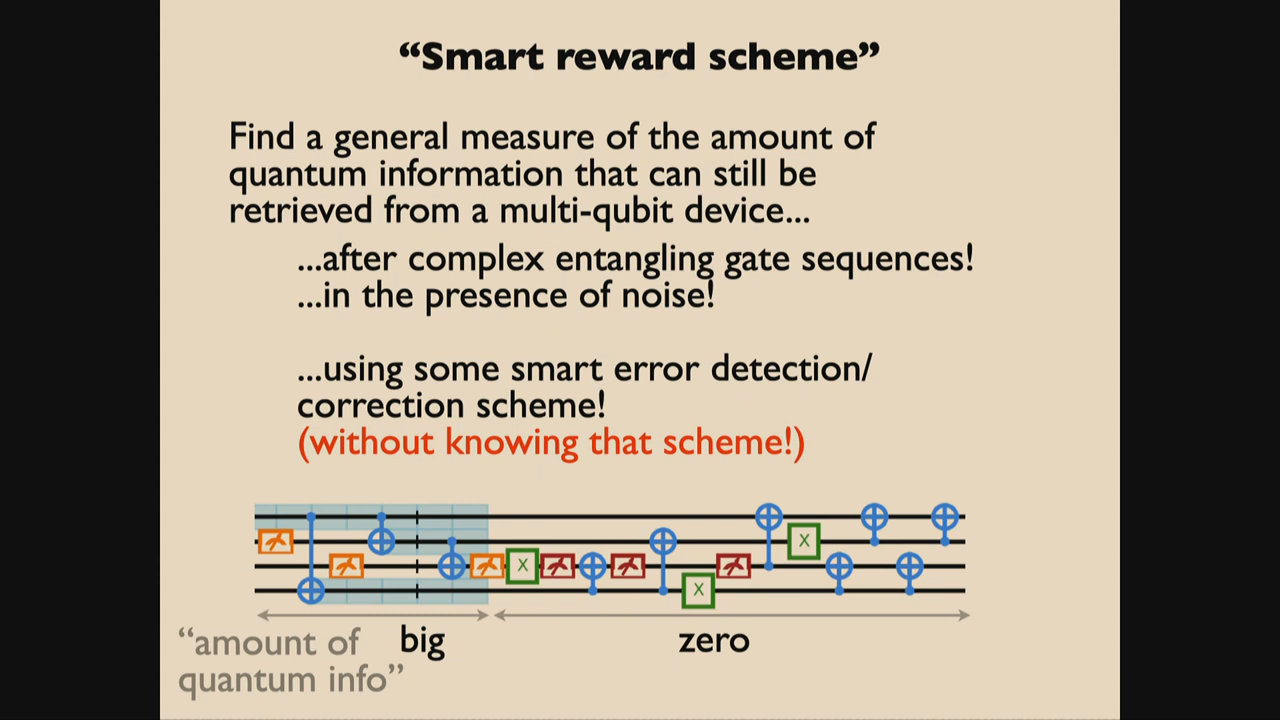 “Smart reward scheme”
Find a general measure of the amount of
quantum information that can still be
retrieved from a multi-qubit device...
...after complex entangling gate sequences!
...in the presence of noise!
...using some smart error detection/
correction scheme!
(without knowing that scheme!)
X
X
X
“amount of
quantum info”
big
zero